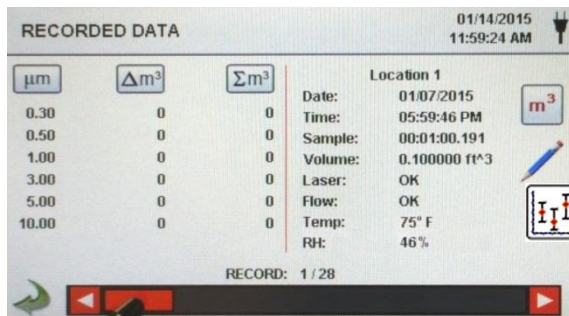 RECORDED DATA
01/14/2015
11:59:24 AM
µm Δm³ Σm³
0.30 0 0
0.50 0 0
1.00 0 0
3.00 0 0
5.00 0 0
10.00 0 0
Location 1
Date: 01/07/2015
Time: 05:59:46 PM
Sample: 00:01:00.191
Volume: 0.100000 ft^3
Laser: OK
Flow: OK
Temp: 75° F
RH: 46%
m³
RECORD: 1 / 28